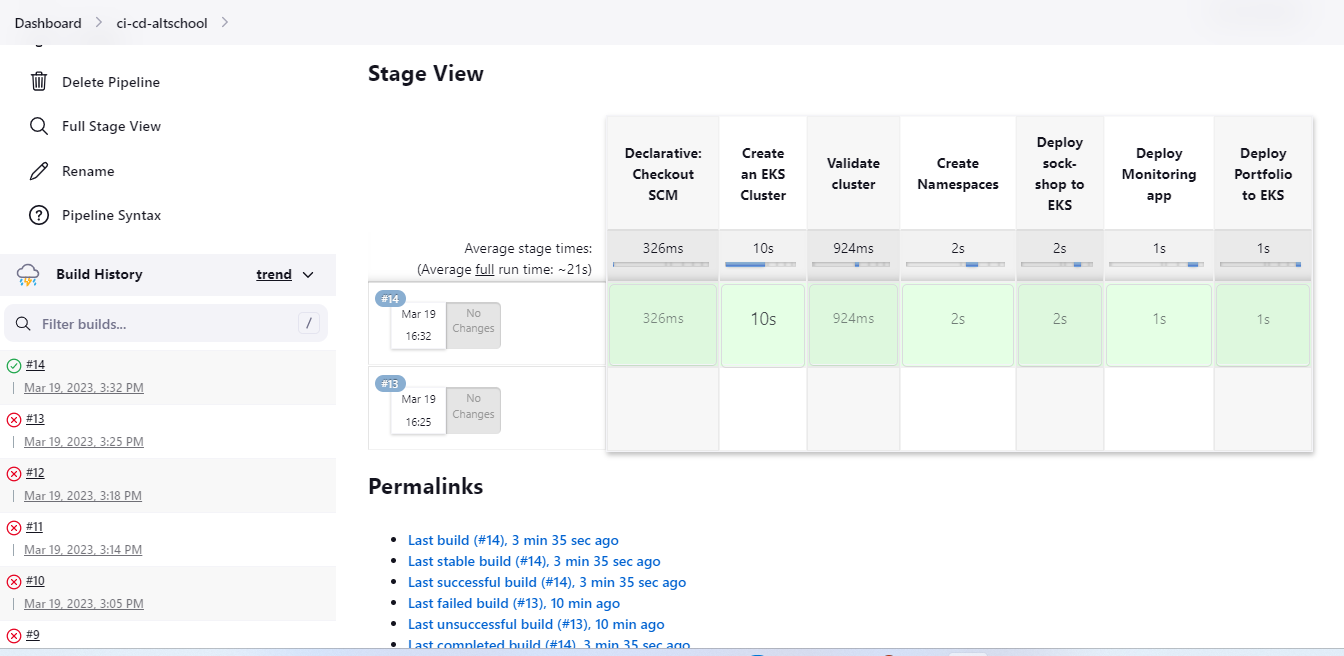 Dashboard
ci-cd-altschool
Delete Pipeline
Full Stage View
Rename
Pipeline Syntax
Build History
trend
Filter builds...
/
#14
Mar 19, 2023, 3:32 PM
#13
Mar 19, 2023, 3:25 PM
#12
Mar 19, 2023, 3:18 PM
#11
Mar 19, 2023, 3:14 PM
#10
Mar 19, 2023, 3:05 PM
#9
Stage View
Declarative:
Checkout
SCM
Create
an EKS
Cluster
Validate
cluster
Create
Namespaces
Deploy
sock-
shop to
EKS
Deploy
Monitoring
app
Deploy
Portfolio
to EKS
Average stage times:
(Average full run time: ~21s)
326ms
10s
924ms
2s
2s
1s
1s
#14
Mar 19
16:32
No
Changes
326ms
10s
924ms
2s
2s
1s
1s
#13
Mar 19
16:25
No
Changes
Permalinks
Last build (#14), 3 min 35 sec ago
Last stable build (#14), 3 min 35 sec ago
Last successful build (#14), 3 min 35 sec ago
Last failed build (#13), 10 min ago
Last unsuccessful build (#13), 10 min ago
Last completed build (#14), 3 min 35 sec ago